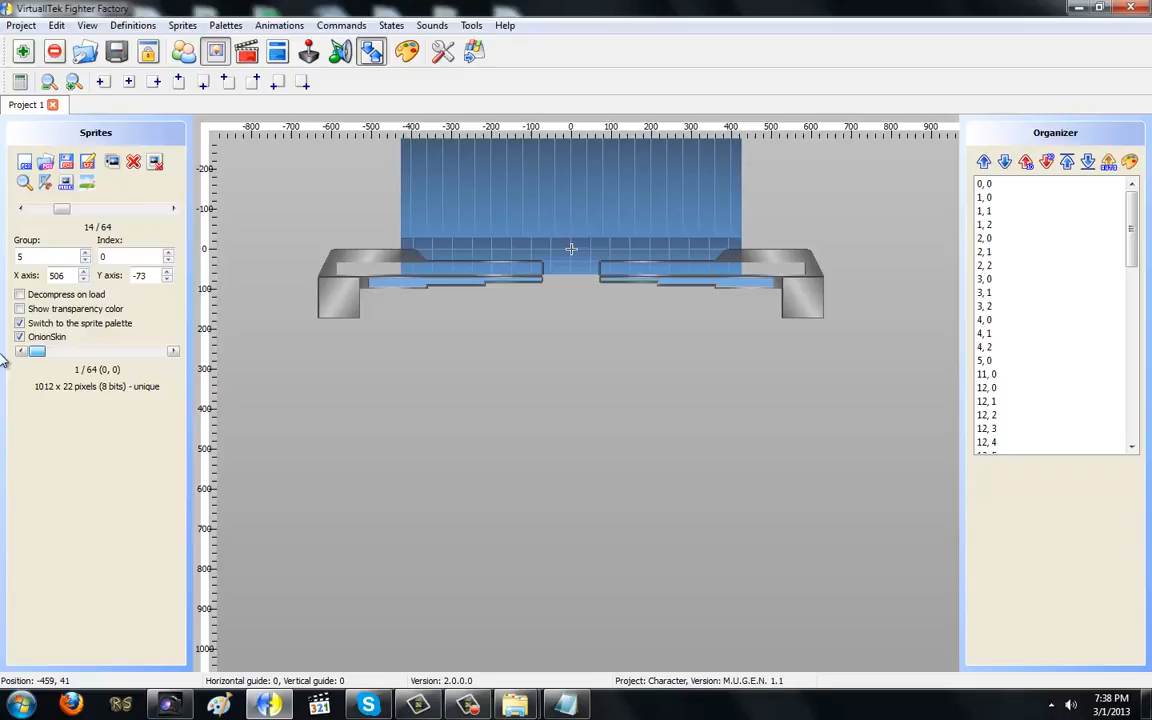 VirtuallTek Fighter Factory
Project Edit View Definitions Sprites Palettes Animations Commands States Sounds Tools Help
Project 1
Sprites
14 / 64
Group: Index:
5 0
X axis: 506 Y axis: -73
Decompress on load
Show transparency color
Switch to the sprite palette
OnionSkin
1 / 64 (0, 0)
1012 x 22 pixels (8 bits) - unique
-800 -700 -600 -500 -400 -300 -200 -100 0 100 200 300 400 500 600 700 800 900
-200
-100
0
100
200
300
400
500
600
700
800
900
1000
Organizer
0, 0
1, 0
1, 1
1, 2
2, 0
2, 1
2, 2
3, 0
3, 1
3, 2
4, 0
4, 1
4, 2
5, 0
11, 0
12, 0
12, 1
12, 2
12, 3
12, 4
Position: -459, 41 Horizontal guide: 0, Vertical guide: 0 Version: 2.0.0.0 Project: Character, Version: M.U.G.E.N. 1.1
RS
321
7:38 PM
3/1/2013